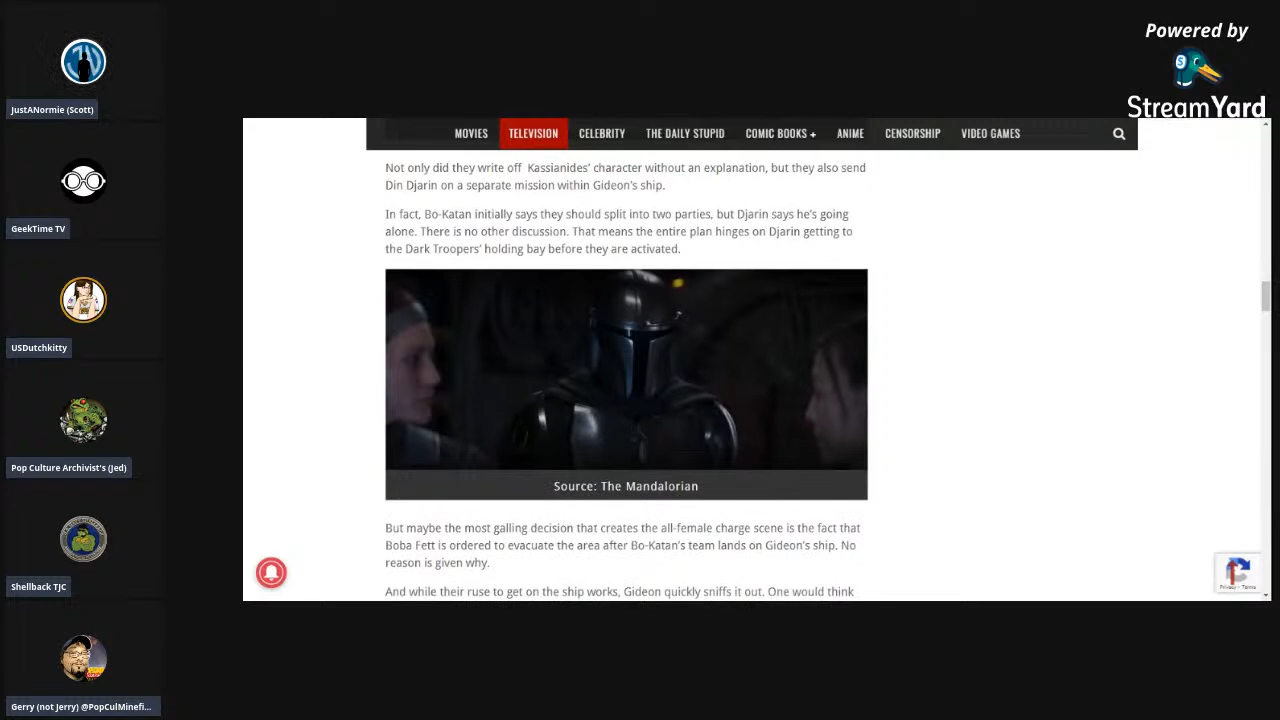 Powered by
StreamYard
JustANormie (Scott)
GeekTime TV
USDutchkitty
Pop Culture Archivist's (Jed)
Shellback TJC
Gerry (not Jerry) @PopCulMinefi...
MOVIES TELEVISION CELEBRITY THE DAILY STUPID COMIC BOOKS + ANIME CENSORSHIP VIDEO GAMES
Not only did they write off Kassianides' character without an explanation, but they also send
Din Djarin on a separate mission within Gideon's ship.
In fact, Bo-Katan initially says they should split into two parties, but Djarin says he's going
alone. There is no other discussion. That means the entire plan hinges on Djarin getting to
the Dark Troopers' holding bay before they are activated.
Source: The Mandalorian
But maybe the most galling decision that creates the all-female charge scene is the fact that
Boba Fett is ordered to evacuate the area after Bo-Katan's team lands on Gideon's ship. No
reason is given why.
And while their ruse to get on the ship works, Gideon quickly sniffs it out. One would think
Privacy - Terms